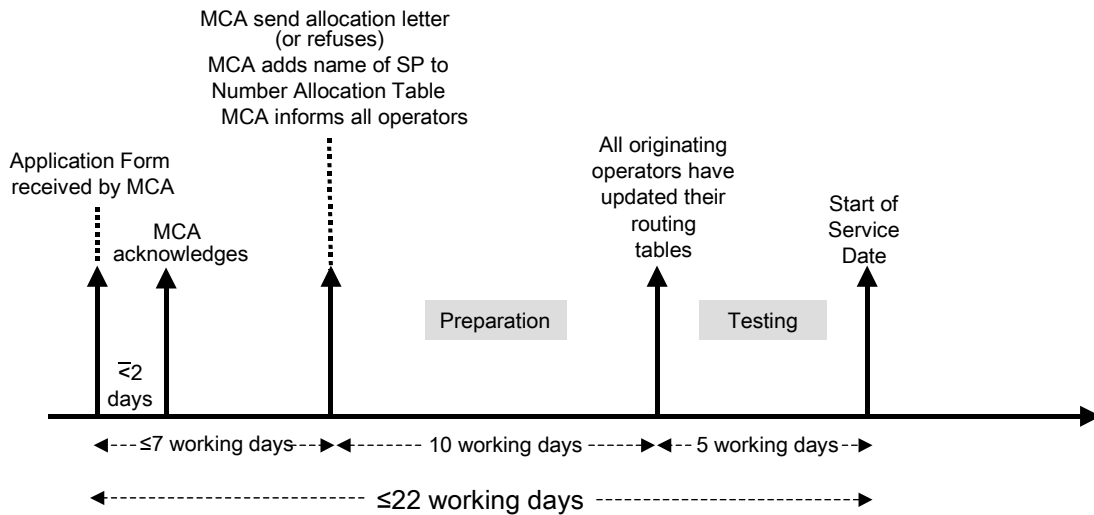 MCA send allocation letter
(or refuses)
MCA adds name of SP to
Number Allocation Table
MCA informs all operators
Application Form
received by MCA
MCA
acknowledges
All originating
operators have
updated their
routing
tables
Start of
Service
Date
Preparation
Testing
≤2
days
≤7 working days
10 working days
5 working days
≤22 working days